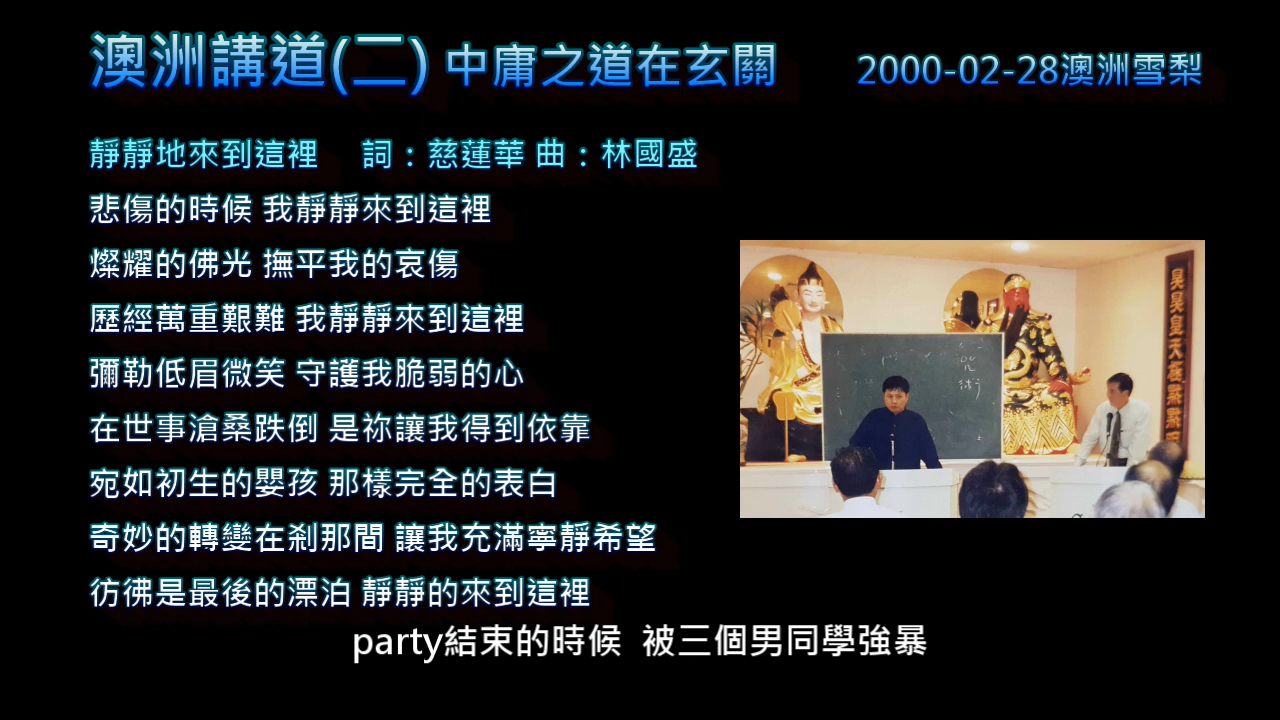 澳洲講道(二) 中庸之道在玄關 2000-02-28澳洲雪梨
靜靜地來到這裡 詞：慈蓮華 曲：林國盛
悲傷的時候 我靜靜來到這裡
燦耀的佛光 撫平我的哀傷
歷經萬重艱難 我靜靜來到這裡
彌勒低眉微笑 守護我脆弱的心
在世事滄桑跌倒 是祢讓我得到依靠
宛如初生的嬰孩 那樣完全的表白
奇妙的轉變在剎那間 讓我充滿寧靜希望
彷彿是最後的漂泊 靜靜的來到這裡
party結束的時候 被三個男同學強暴